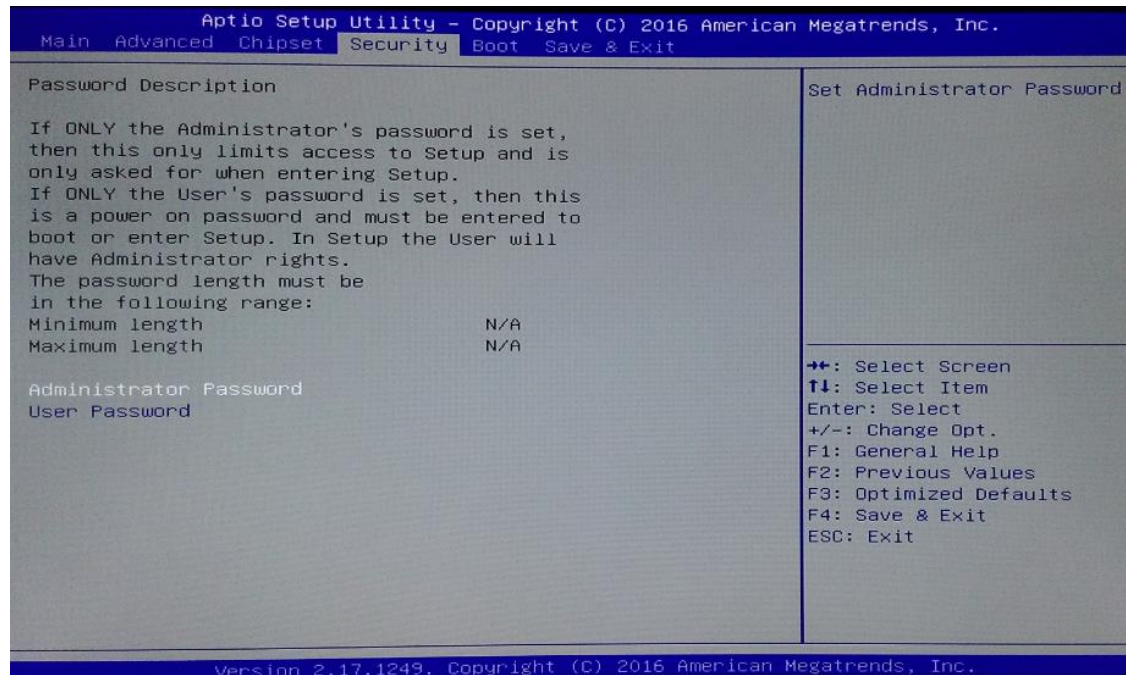 Aptio Setup Utility – Copyright (C) 2016 American Megatrends, Inc.
Main Advanced Chipset Security Boot Save & Exit
Password Description
If ONLY the Administrator's password is set,
then this only limits access to Setup and is
only asked for when entering Setup.
If ONLY the User's password is set, then this
is a power on password and must be entered to
boot or enter Setup. In Setup the User will
have Administrator rights.
The password length must be
in the following range:
Minimum length N/A
Maximum length N/A
Administrator Password
User Password
Set Administrator Password
→←: Select Screen
↑↓: Select Item
Enter: Select
+/-: Change Opt.
F1: General Help
F2: Previous Values
F3: Optimized Defaults
F4: Save & Exit
ESC: Exit
Version 2.17.1249. Copyright (C) 2016 American Megatrends, Inc.